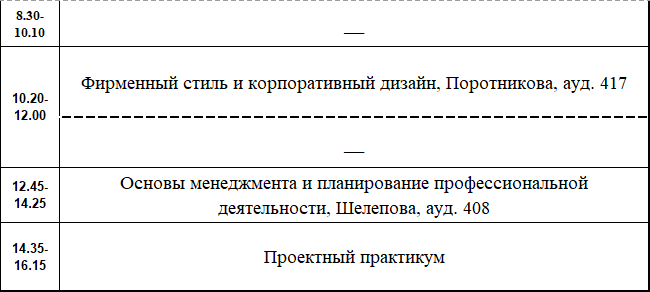 8.30-
10.10
—
10.20-
12.00
Фирменный стиль и корпоративный дизайн, Поротникова, ауд. 417
—
12.45-
14.25
Основы менеджмента и планирование профессиональной
деятельности, Шелепова, ауд. 408
14.35-
16.15
Проектный практикум